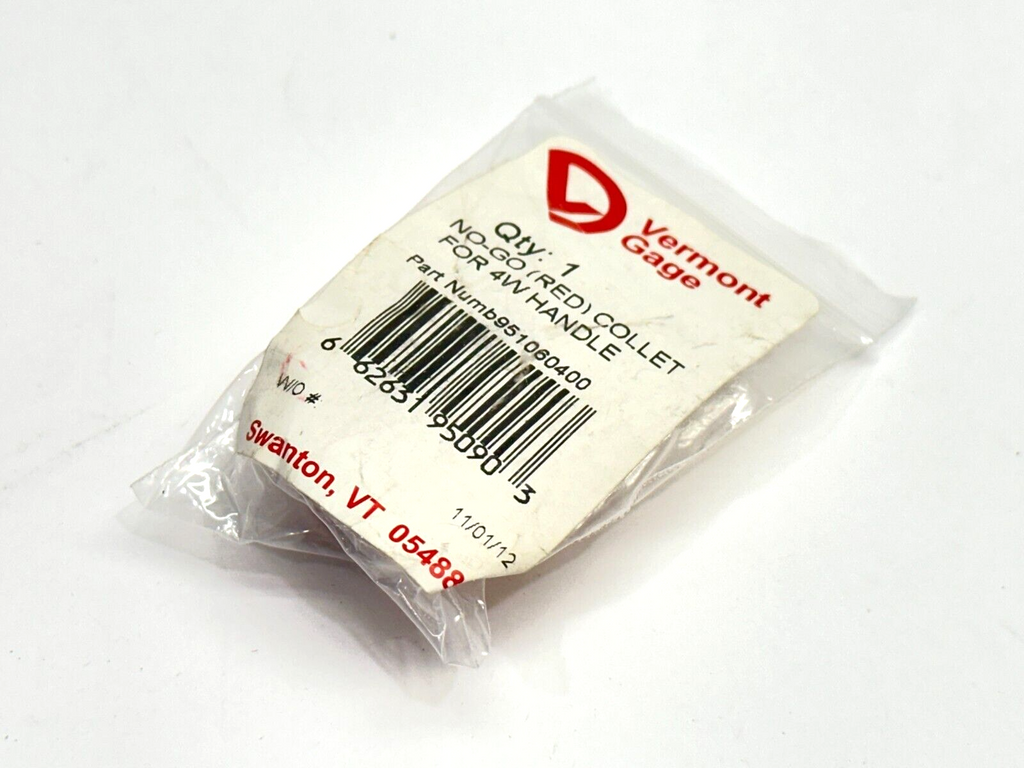 Vermont
Gage
Qty: 1
NO-GO (RED) COLLET
FOR 4W HANDLE
Part Numb951060400
6 62631 95090 3
W/O #:
11/01/12
Swanton, VT 05488